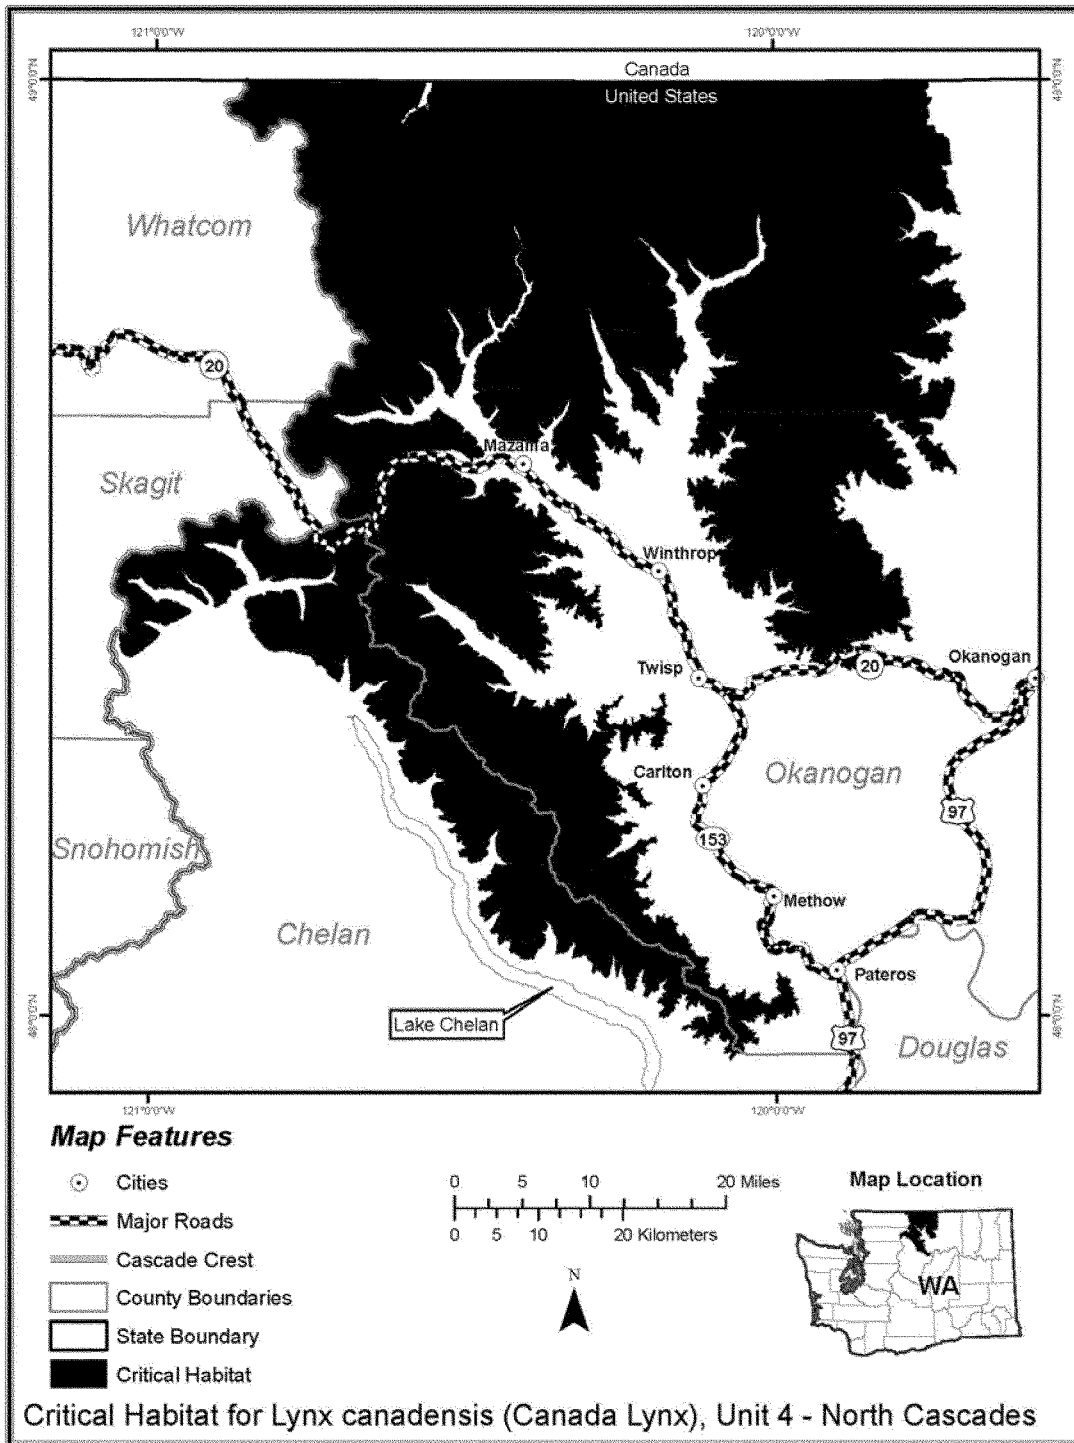 121°0'0"W
120°0'0"W
49°0'0"N
Canada
49°0'0"N
United States
Whatcom
20
Mazama
Skagit
Winthrop
Twisp
20
Okanogan
Carlton
Okanogan
97
153
Snohomish
Methow
Chelan
Pateros
48°0'0"N
Lake Chelan
97
Douglas
48°0'0"N
121°0'0"W
120°0'0"W
Map Features
Cities
Major Roads
Cascade Crest
County Boundaries
State Boundary
Critical Habitat
0 5 10 20 Miles
0 5 10 20 Kilometers
N
Map Location
WA
Critical Habitat for Lynx canadensis (Canada Lynx), Unit 4 - North Cascades